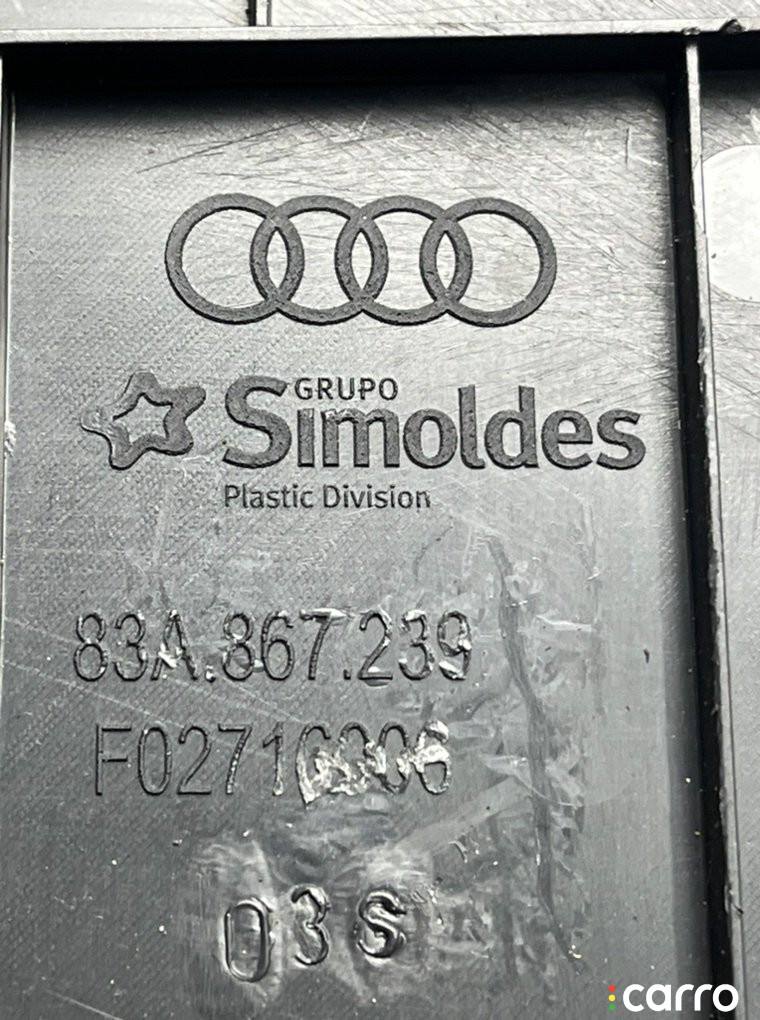 GRUPO
Simoldes
Plastic Division
83A.867.239
03S
carro